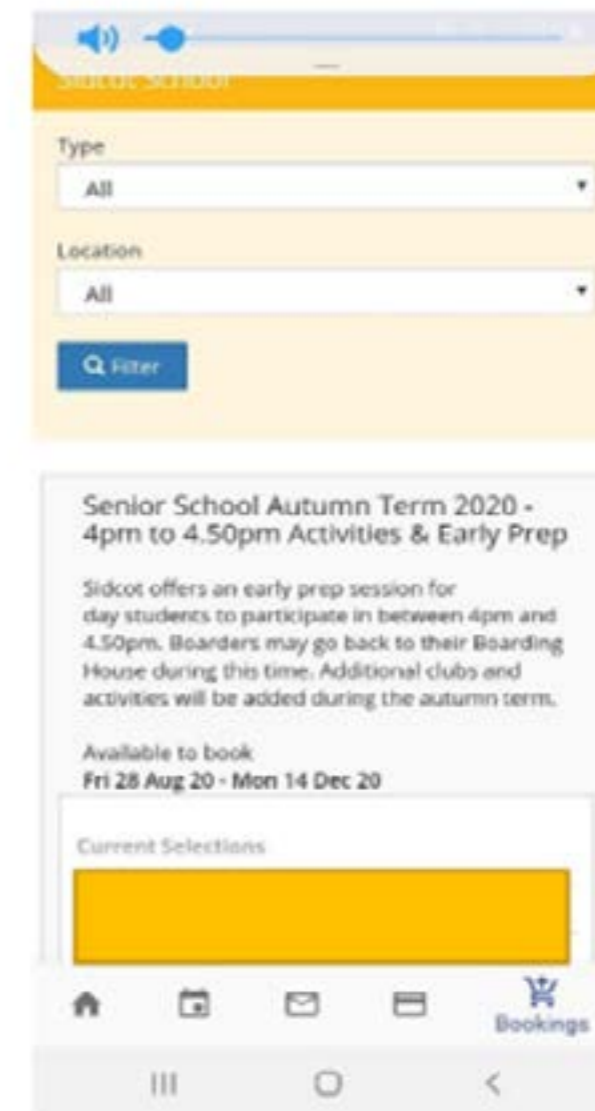 Sidcot School
Type
All
Location
All
Filter
Senior School Autumn Term 2020 -
4pm to 4.50pm Activities & Early Prep
Sidcot offers an early prep session for
day students to participate in between 4pm and
4.50pm. Boarders may go back to their Boarding
House during this time. Additional clubs and
activities will be added during the autumn term.
Available to book
Fri 28 Aug 20 - Mon 14 Dec 20
Current Selections
Bookings